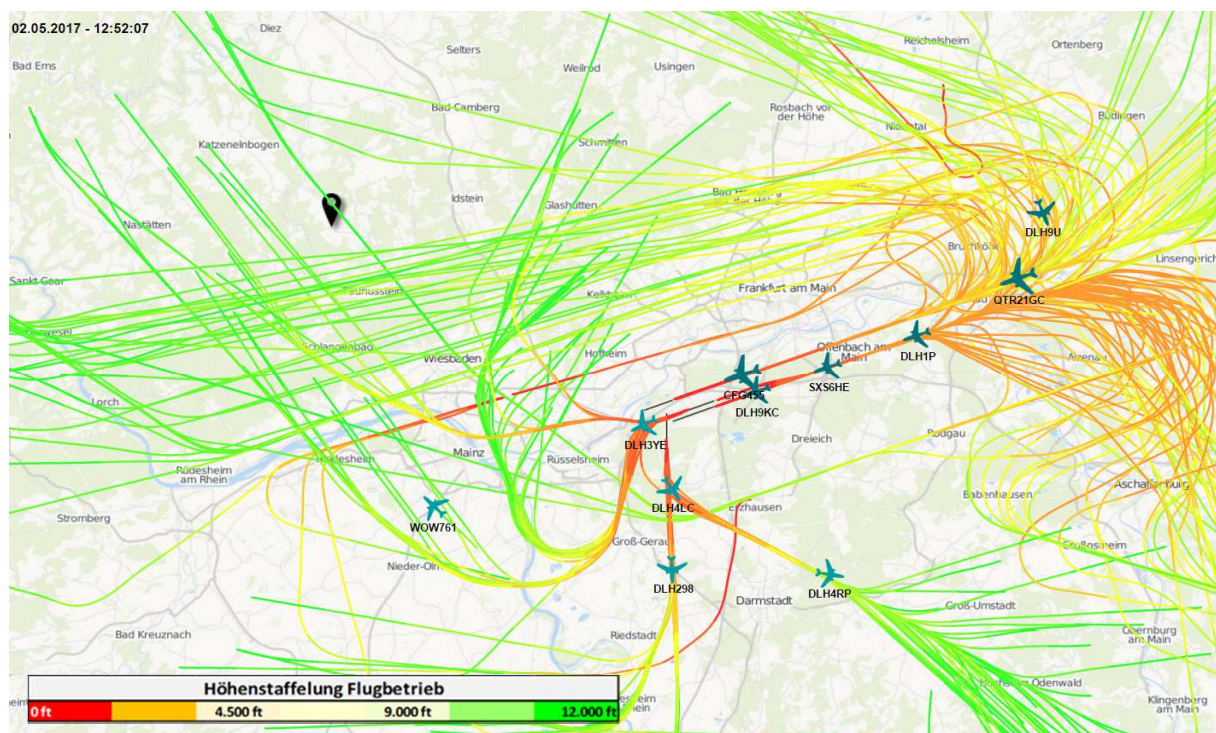 02.05.2017 - 12:52:07
Diez
Reichelsheim
Ortenberg
Selters
Bad Ems
Weilrod
Usingen
Bad Camberg
Rosbach vor
der Höhe
Büdingen
Niddatal
Katzenelnbogen
Schmitten
Idstein
Glashütten
Nastätten
DLH9U
Linsengericht
Sankt Goar
Frankfurt am Main
QTR21GC
Offenbach am
Main
DLH1P
Alzenau
Schlangenbad
Wiesbaden
Hofheim
SXS6HE
CFG455
DLH9KC
Lorch
DLH3YE
Dreieich
Rodgau
Mainz
Rüsselsheim
Rüdesheim
am Rhein
Aschaffenburg
Babenhausen
DLH4LC
Erzhausen
Stromberg
WOW761
Groß-Gerau
Nieder-Olm
DLH298
DLH4RP
Darmstadt
Groß-Umstadt
Bad Kreuznach
Riedstadt
Obernburg
am Main
Klingenberg
am Main
Höhenstaffelung Flugbetrieb
0 ft 4.500 ft 9.000 ft 12.000 ft